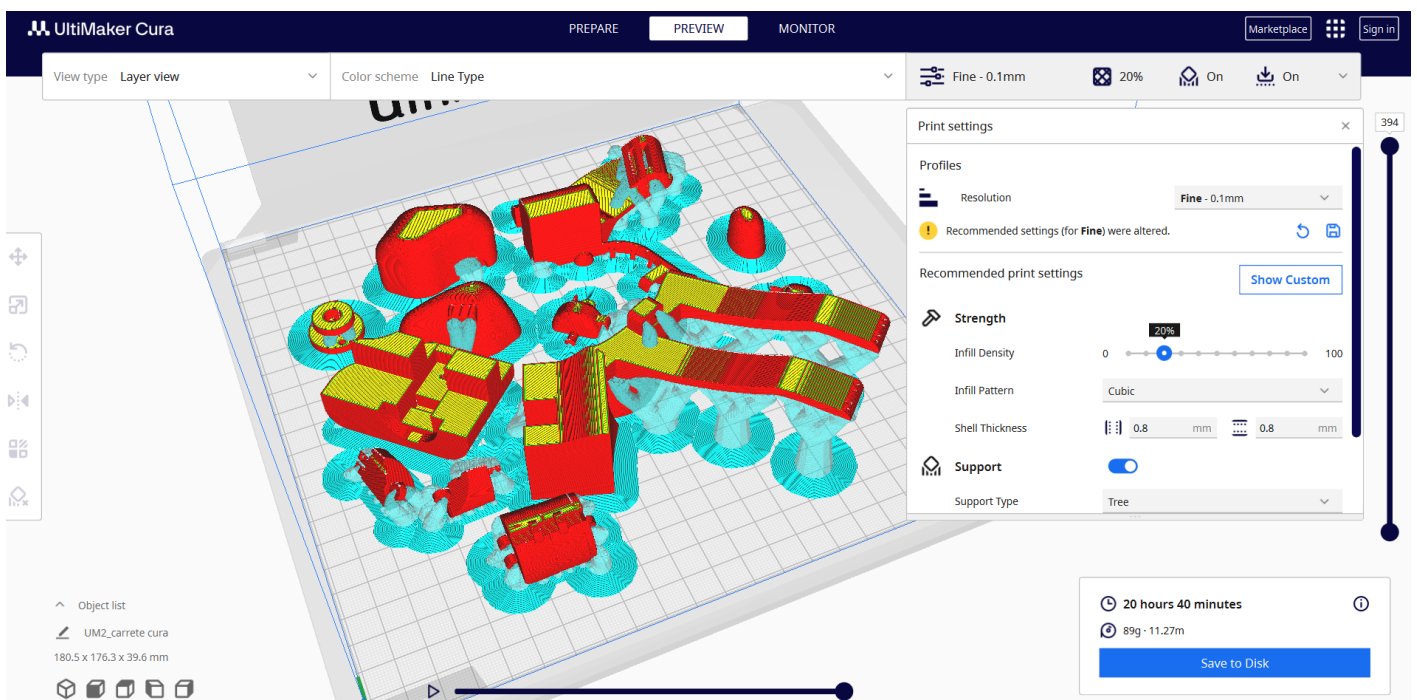 UltiMaker Cura
PREPARE
PREVIEW
MONITOR
Marketplace
Sign in
View type Layer view
Color scheme Line Type
Fine - 0.1mm
20%
On
On
Print settings
394
Profiles
Resolution
Fine - 0.1mm
Recommended settings (for Fine) were altered.
Recommended print settings
Show Custom
Strength
20%
Infill Density
0
100
Infill Pattern
Cubic
Shell Thickness
0.8 mm
0.8 mm
Support
Support Type
Tree
Object list
UM2_carrete cura
180.5 x 176.3 x 39.6 mm
20 hours 40 minutes
89g · 11.27m
Save to Disk